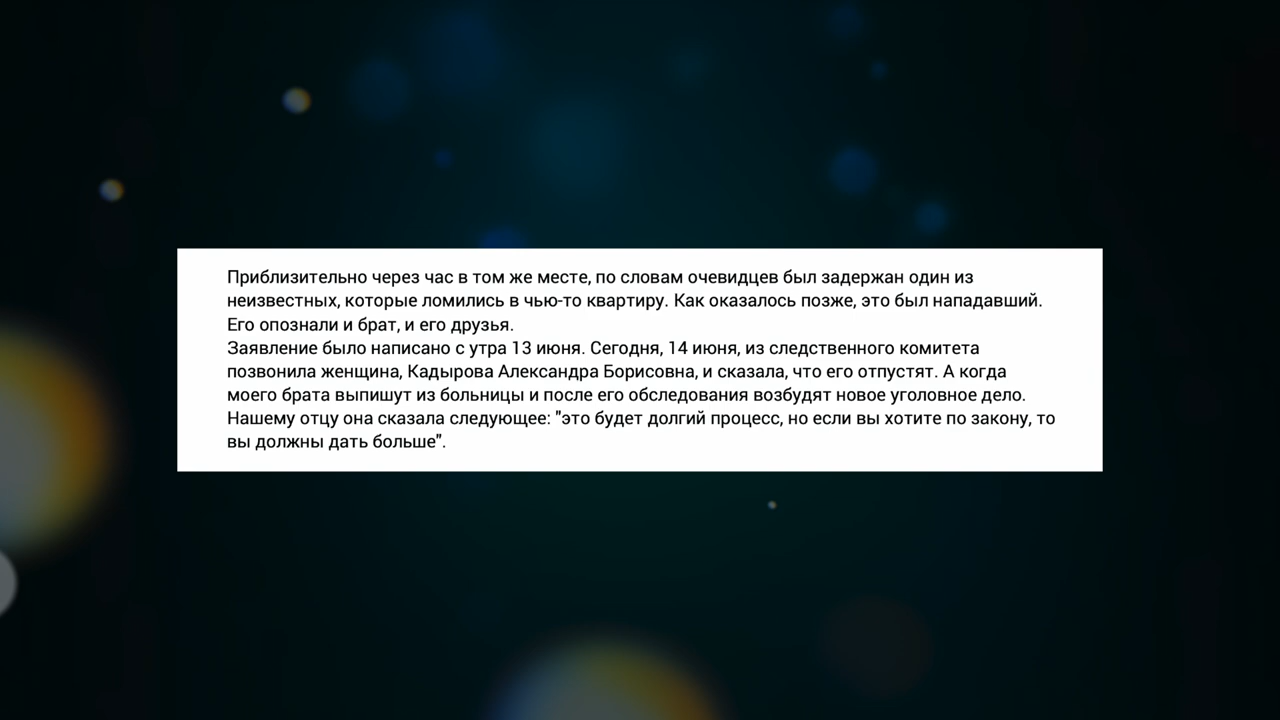 Приблизительно через час в том же месте, по словам очевидцев был задержан один из
неизвестных, которые ломились в чью-то квартиру. Как оказалось позже, это был нападавший.
Его опознали и брат, и его друзья.
Заявление было написано с утра 13 июня. Сегодня, 14 июня, из следственного комитета
позвонила женщина, Кадырова Александра Борисовна, и сказала, что его отпустят. А когда
моего брата выпишут из больницы и после его обследования возбудят новое уголовное дело.
Нашему отцу она сказала следующее: "это будет долгий процесс, но если вы хотите по закону, то
вы должны дать больше".